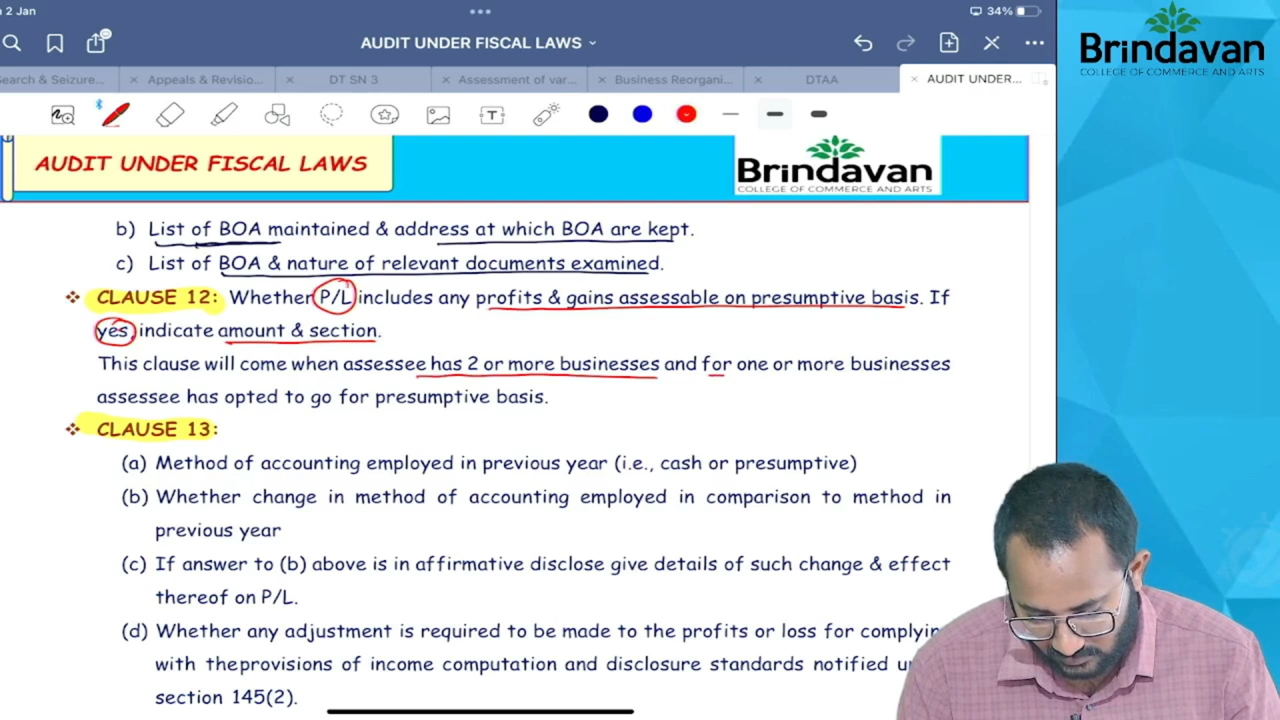 2 Jan
34%
AUDIT UNDER FISCAL LAWS
earch & Seizure...
Appeals & Revisio...
DT SN 3
Assessment of var...
Business Reorgani...
DTAA
AUDIT UNDER...
Brindavan
COLLEGE OF COMMERCE AND ARTS
T
AUDIT UNDER FISCAL LAWS
Brindavan
COLLEGE OF COMMERCE AND ARTS
b) List of BOA maintained & address at which BOA are kept.
c) List of BOA & nature of relevant documents examined.
❖ CLAUSE 12: Whether P/L includes any profits & gains assessable on presumptive basis. If
yes, indicate amount & section.
This clause will come when assessee has 2 or more businesses and for one or more businesses
assessee has opted to go for presumptive basis.
❖ CLAUSE 13:
(a) Method of accounting employed in previous year (i.e., cash or presumptive)
(b) Whether change in method of accounting employed in comparison to method in
previous year
(c) If answer to (b) above is in affirmative disclose give details of such change & effect
thereof on P/L.
(d) Whether any adjustment is required to be made to the profits or loss for complyin
with theprovisions of income computation and disclosure standards notified u
section 145(2).